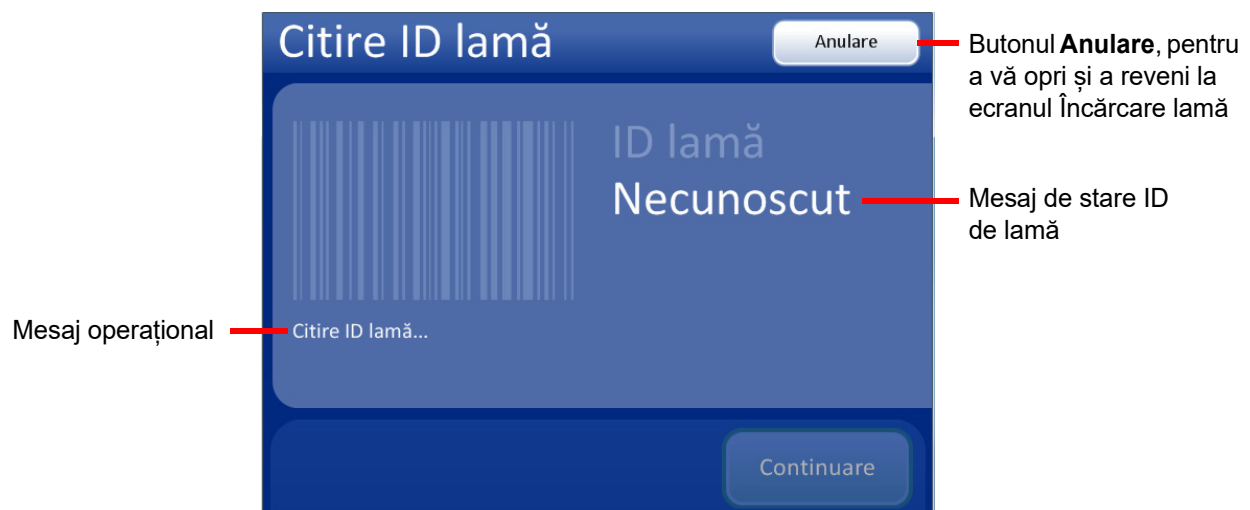 Citire ID lamă
Anulare
Butonul Anulare, pentru
a vă opri și a reveni la
ecranul Încărcare lamă
ID lamă
Necunoscut
Mesaj de stare ID
de lamă
Mesaj operațional
Citire ID lamă...
Continuare